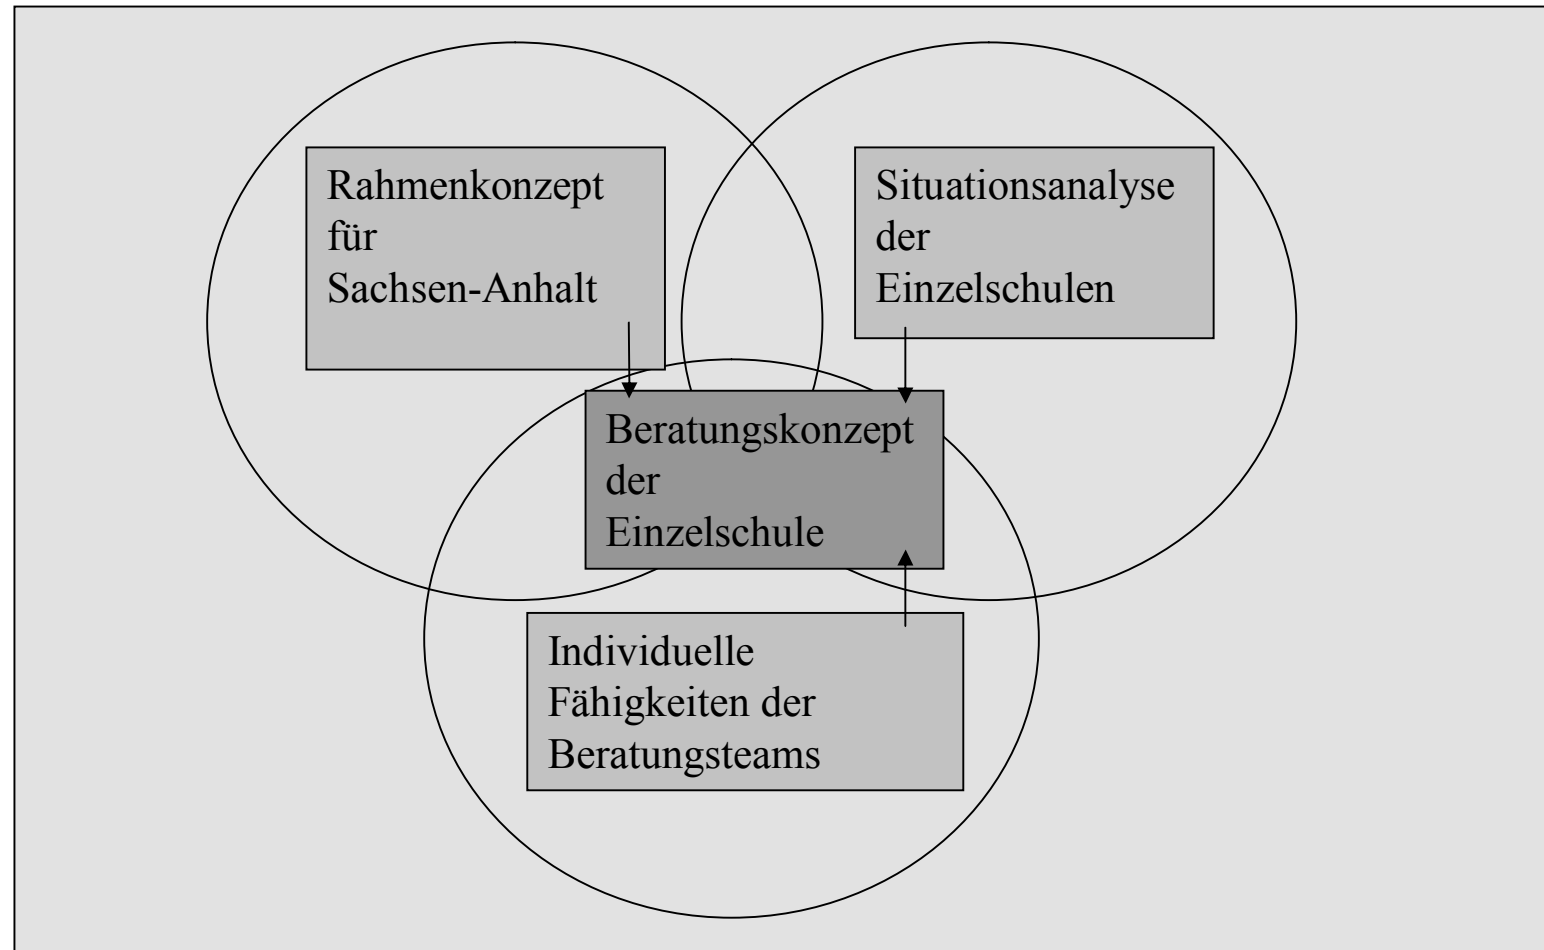 Rahmenkonzept
für
Sachsen-Anhalt
Situationsanalyse
der
Einzelschulen
Beratungskonzept
der
Einzelschule
Individuelle
Fähigkeiten der
Beratungsteams